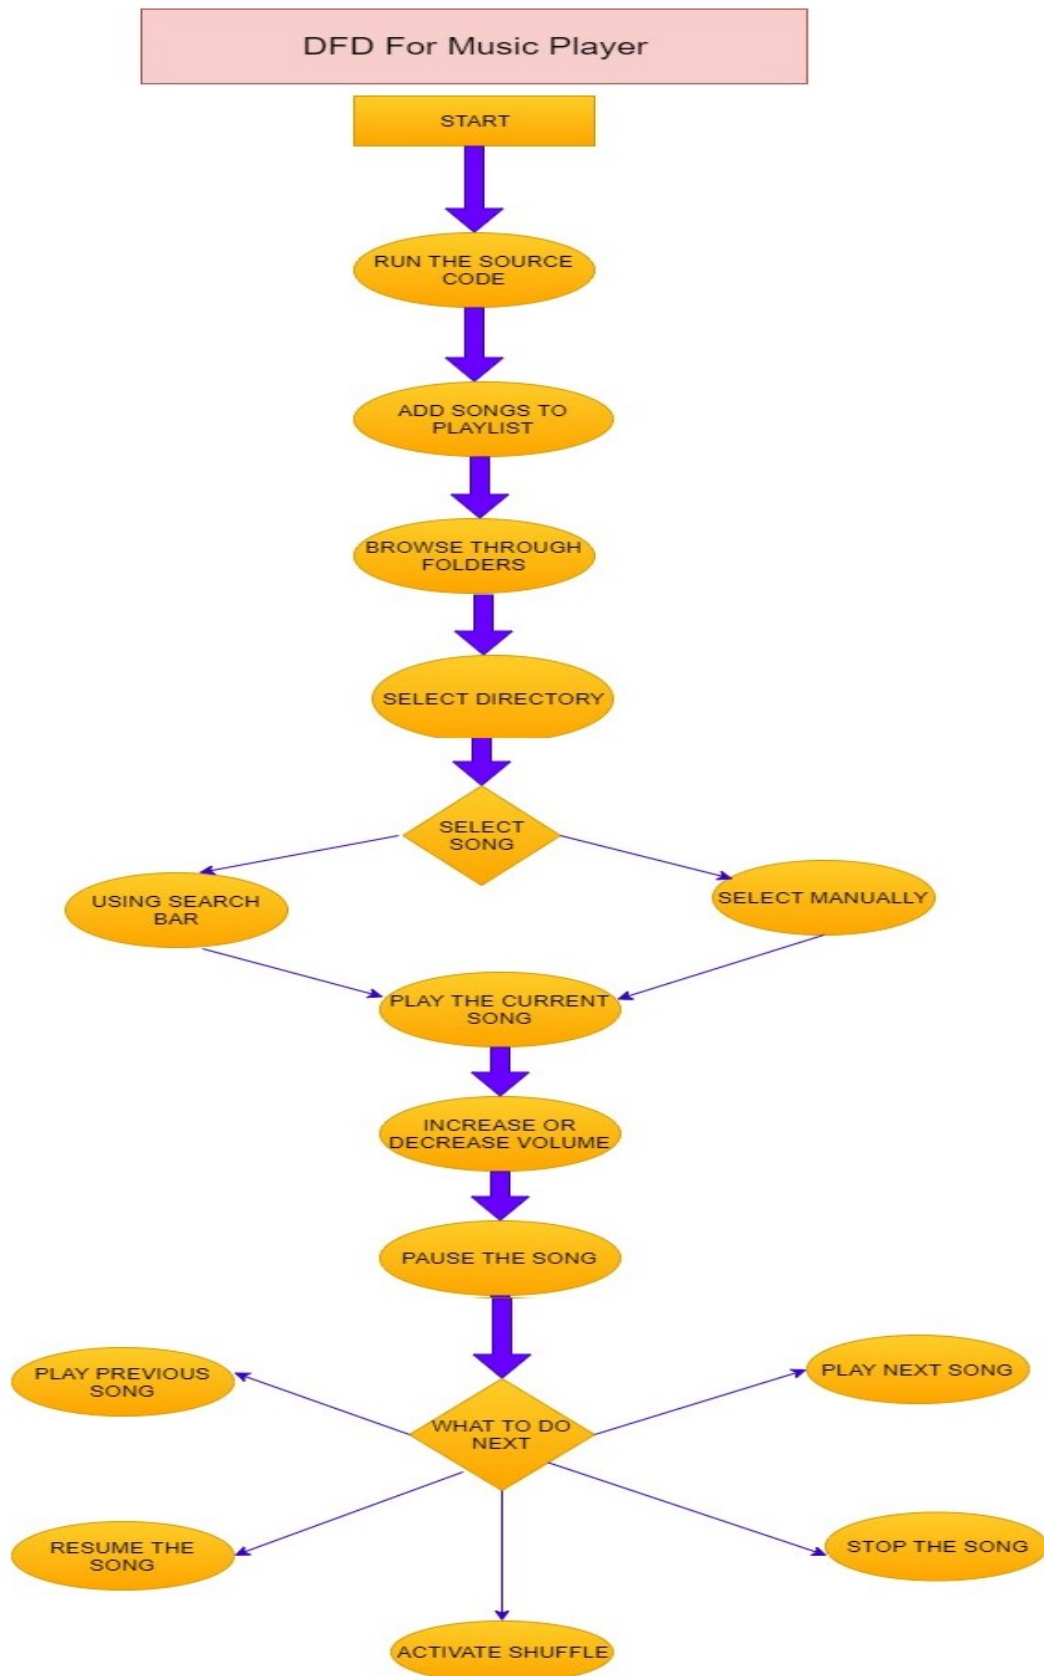 DFD For Music Player
START
RUN THE SOURCE
CODE
ADD SONGS TO
PLAYLIST
BROWSE THROUGH
FOLDERS
SELECT DIRECTORY
SELECT
SONG
USING SEARCH
BAR
SELECT MANUALLY
PLAY THE CURRENT
SONG
INCREASE OR
DECREASE VOLUME
PAUSE THE SONG
PLAY PREVIOUS
SONG
PLAY NEXT SONG
WHAT TO DO
NEXT
RESUME THE
SONG
STOP THE SONG
ACTIVATE SHUFFLE